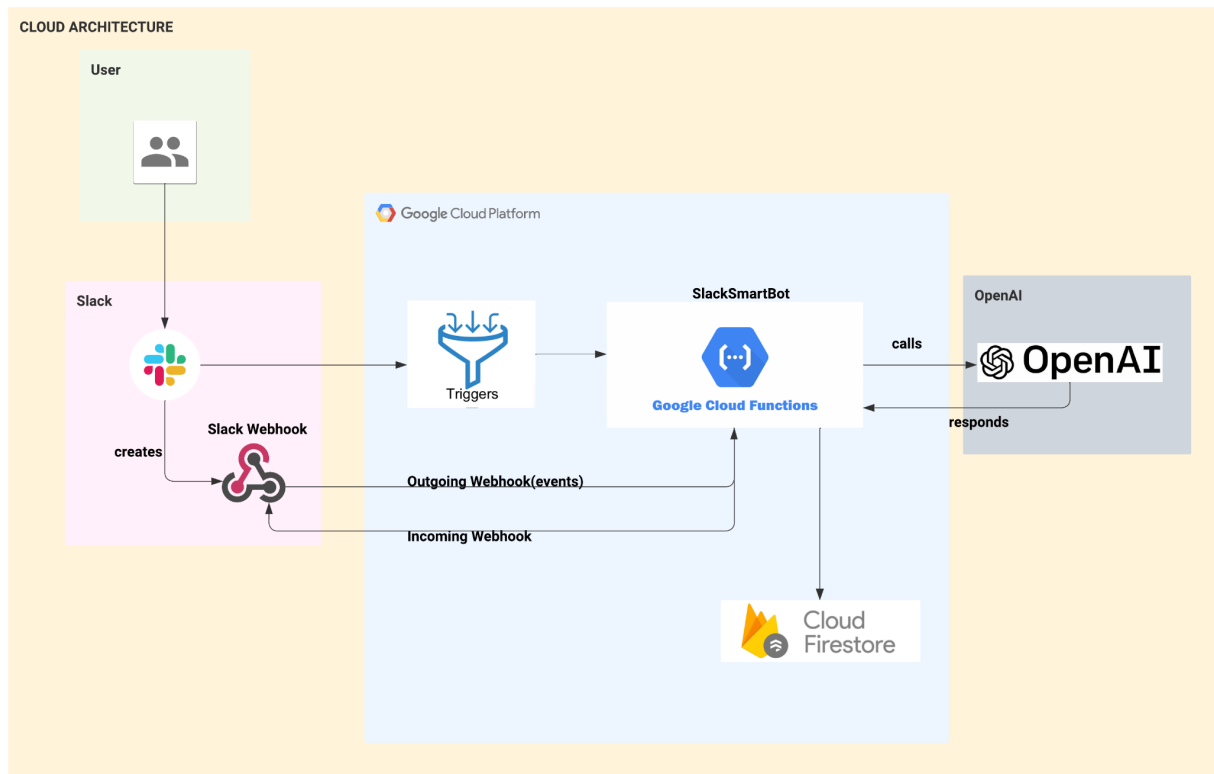 CLOUD ARCHITECTURE
User
Google Cloud Platform
Slack
SlackSmartBot
OpenAI
calls
OpenAI
Triggers
Google Cloud Functions
responds
Slack Webhook
creates
Outgoing Webhook(events)
Incoming Webhook
Cloud
Firestore